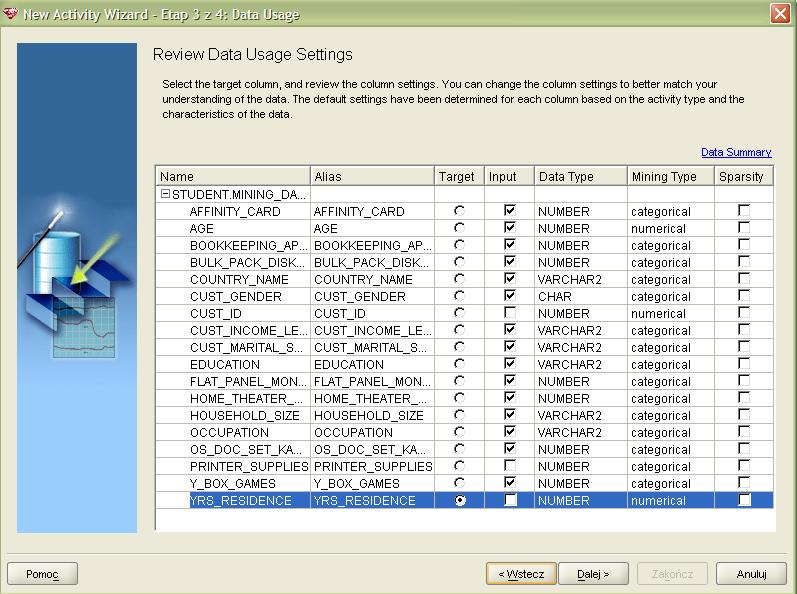 New Activity Wizard - Etap 3 z 4: Data Usage
Review Data Usage Settings
Select the target column, and review the column settings. You can change the column settings to better match your
understanding of the data. The default settings have been determined for each column based on the activity type and the
characteristics of the data.
Data Summary
Name Alias Target Input Data Type Mining Type Sparsity
STUDENT.MINING_DA...
AFFINITY_CARD AFFINITY_CARD NUMBER categorical
AGE AGE NUMBER numerical
BOOKKEEPING_AP... BOOKKEEPING_AP... NUMBER categorical
BULK_PACK_DISK... BULK_PACK_DISK... NUMBER categorical
COUNTRY_NAME COUNTRY_NAME VARCHAR2 categorical
CUST_GENDER CUST_GENDER CHAR categorical
CUST_ID CUST_ID NUMBER numerical
CUST_INCOME_LE... CUST_INCOME_LE... VARCHAR2 categorical
CUST_MARITAL_S... CUST_MARITAL_S... VARCHAR2 categorical
EDUCATION EDUCATION VARCHAR2 categorical
FLAT_PANEL_MON... FLAT_PANEL_MON... NUMBER categorical
HOME_THEATER_... HOME_THEATER_... NUMBER categorical
HOUSEHOLD_SIZE HOUSEHOLD_SIZE VARCHAR2 categorical
OCCUPATION OCCUPATION VARCHAR2 categorical
OS_DOC_SET_KA... OS_DOC_SET_KA... NUMBER categorical
PRINTER_SUPPLIES PRINTER_SUPPLIES NUMBER categorical
Y_BOX_GAMES Y_BOX_GAMES NUMBER categorical
YRS_RESIDENCE YRS_RESIDENCE NUMBER numerical
Pomoc < Wstecz Dalej > Zakończ Anuluj